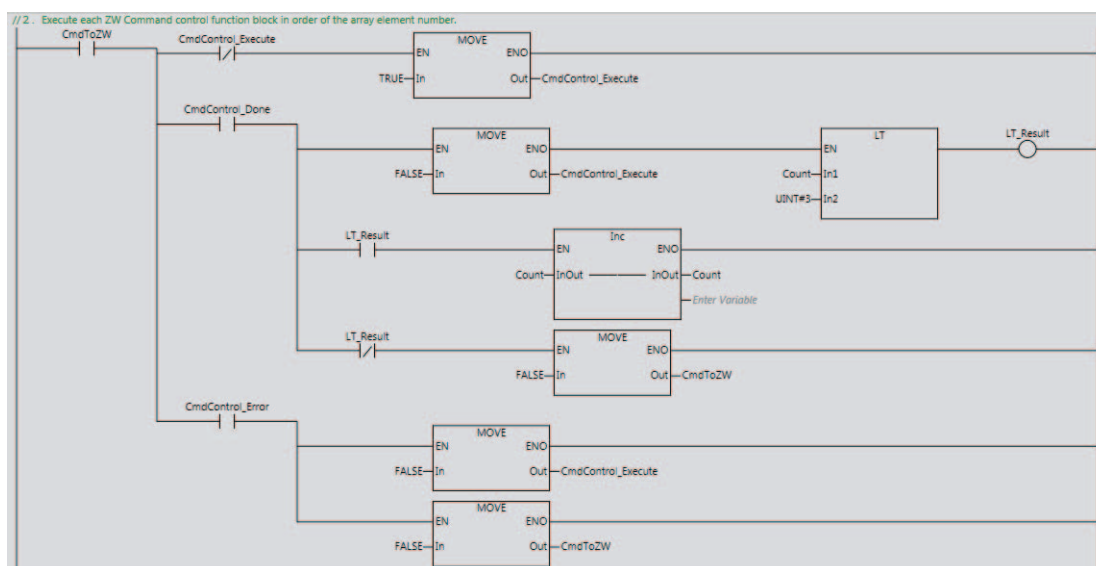 //2. Execute each ZW Command control function block in order of the array element number.
CmdToZW
CmdControl_Execute
MOVE
EN ENO
TRUE In Out CmdControl_Execute
CmdControl_Done
MOVE
EN ENO
FALSE In Out CmdControl_Execute
LT
EN
Count In1
UINT#3 In2
LT_Result
LT_Result
Inc
EN ENO
Count InOut InOut Count
Enter Variable
LT_Result
MOVE
EN ENO
FALSE In Out CmdToZW
CmdControl_Error
MOVE
EN ENO
FALSE In Out CmdControl_Execute
MOVE
EN ENO
FALSE In Out CmdToZW